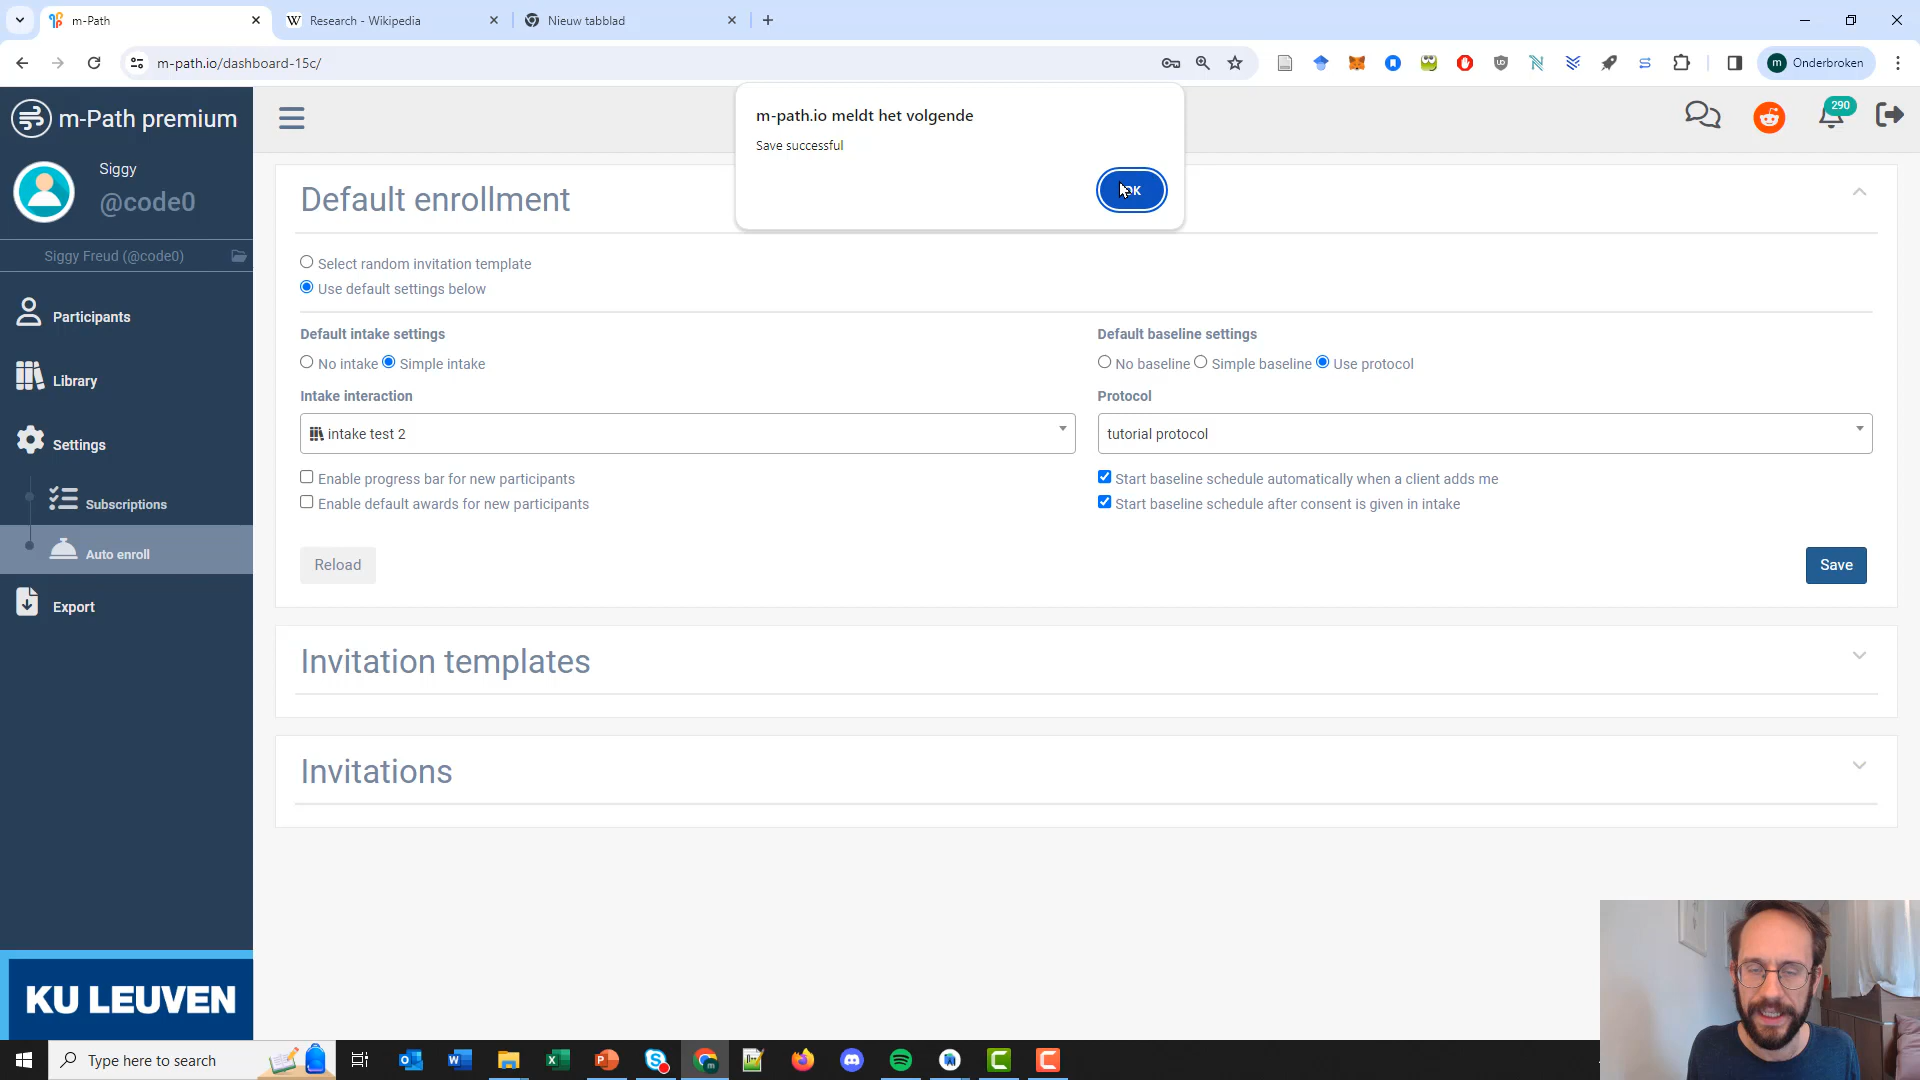 m-Path
Research - Wikipedia
Nieuw tabblad
m-path.io/dashboard-15c/
m
Onderbroken
m-Path premium
Siggy
@code0
Siggy Freud (@code0)
Participants
Library
Settings
Subscriptions
Auto enroll
Export
KU LEUVEN
290
m-path.io meldt het volgende
Save successful
OK
Default enrollment
Select random invitation template
Use default settings below
Default intake settings
No intake
Simple intake
Intake interaction
intake test 2
Enable progress bar for new participants
Enable default awards for new participants
Default baseline settings
No baseline
Simple baseline
Use protocol
Protocol
tutorial protocol
Start baseline schedule automatically when a client adds me
Start baseline schedule after consent is given in intake
Reload
Save
Invitation templates
Invitations
Type here to search